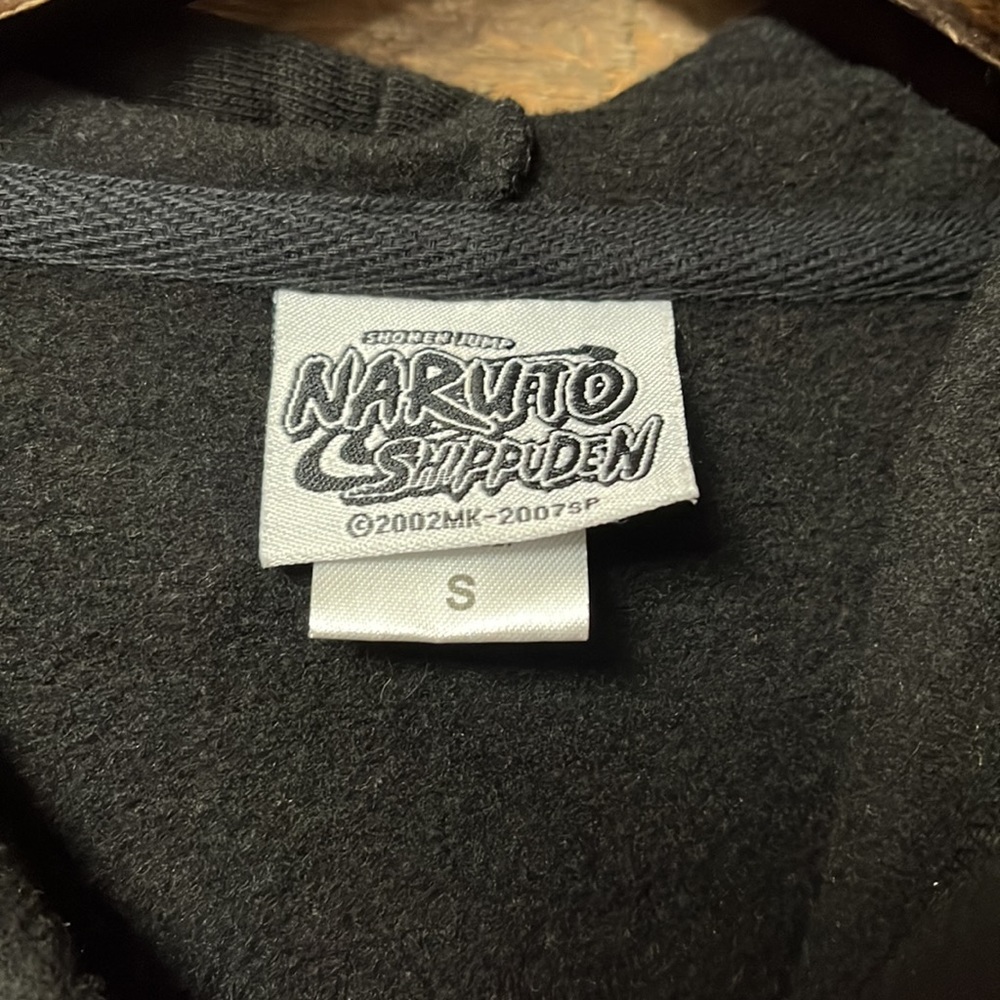 SHONEN JUMP
NARUTO
SHIPPUDEN
©2002MK-2007SP
S